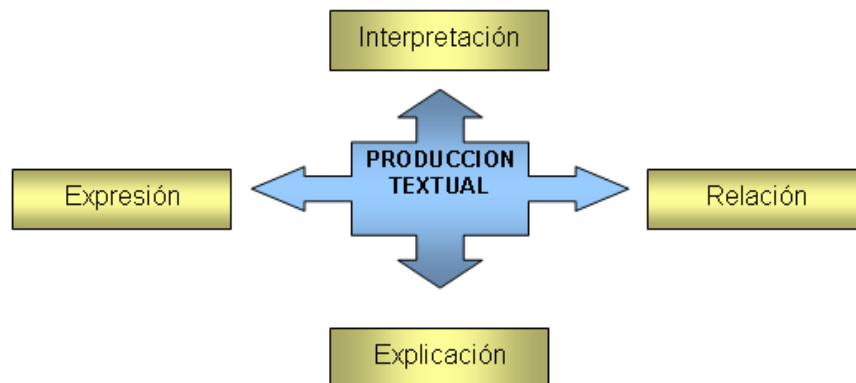 Interpretación
PRODUCCION
TEXTUAL
Expresión
Relación
Explicación